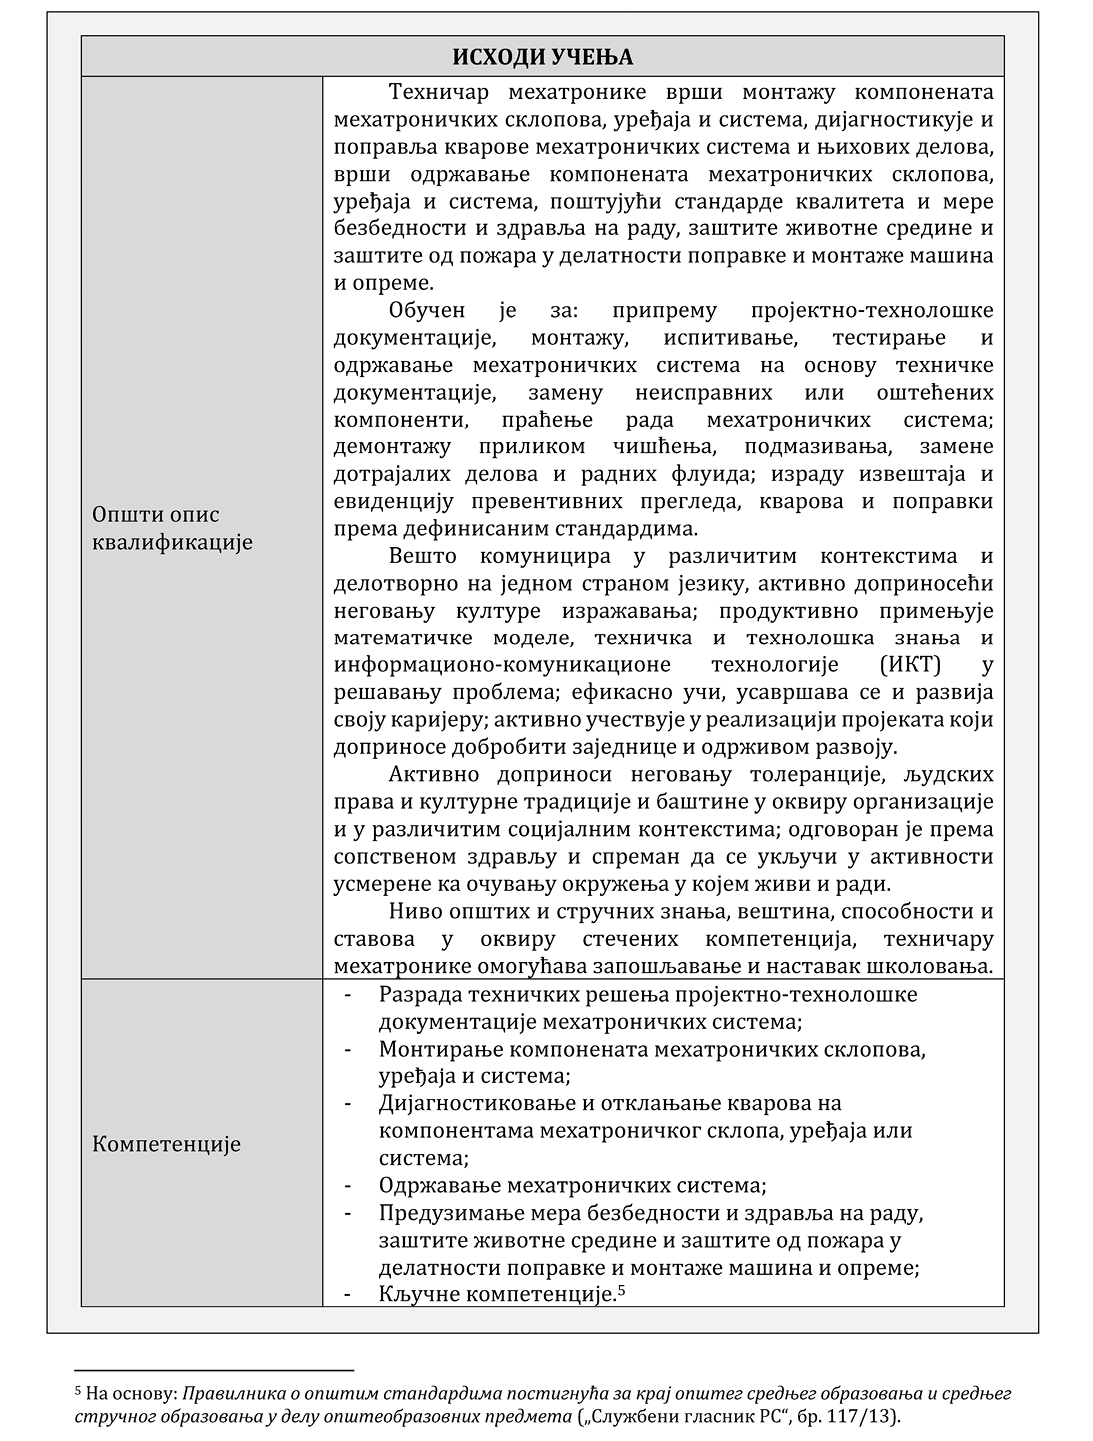 ИСХОДИ УЧЕЊА
Општи опис
квалификације
Техничар мехатронике врши монтажу компонената
мехатроничких склопова, уређаја и система, дијагностикује и
поправља кварове мехатроничких система и њихових делова,
врши одржавање компонената мехатроничких склопова,
уређаја и система, поштујући стандарде квалитета и мере
безбедности и здравља на раду, заштите животне средине и
заштите од пожара у делатности поправке и монтаже машина
и опреме.
Обучен је за: припрему пројектно-технолошке
документације, монтажу, испитивање, тестирање и
одржавање мехатроничких система на основу техничке
документације, замену неисправних или оштећених
компоненти, праћење рада мехатроничких система;
демонтажу приликом чишћења, подмазивања, замене
дотрајалих делова и радних флуида; израду извештаја и
евиденцију превентивних прегледа, кварова и поправки
према дефинисаним стандардима.
Вешто комуницира у различитим контекстима и
делотворно на једном страном језику, активно доприносећи
неговању културе изражавања; продуктивно примењује
математичке моделе, техничка и технолошка знања и
информационо-комуникационе технологије (ИКТ) у
решавању проблема; ефикасно учи, усавршава се и развија
своју каријеру; активно учествује у реализацији пројеката који
доприносе добробити заједнице и одрживом развоју.
Активно доприноси неговању толеранције, људских
права и културне традиције и баштине у оквиру организације
и у различитим социјалним контекстима; одговоран је према
сопственом здрављу и спреман да се укључи у активности
усмерене ка очувању окружења у којем живи и ради.
Ниво општих и стручних знања, вештина, способности и
ставова у оквиру стечених компетенција, техничару
мехатронике омогућава запошљавање и наставак школовања.
Компетенције
- Разрада техничких решења пројектно-технолошке
документације мехатроничких система;
- Монтирање компонената мехатроничких склопова,
уређаја и система;
- Дијагностиковање и отклањање кварова на
компонентама мехатроничког склопа, уређаја или
система;
- Одржавање мехатроничких система;
- Предузимање мера безбедности и здравља на раду,
заштите животне средине и заштите од пожара у
делатности поправке и монтаже машина и опреме;
- Кључне компетенције.⁵
⁵ На основу: Правилника о општим стандардима постигнућа за крај општег средњег образовања и средњег
стручног образовања у делу општеобразовних предмета („Службени гласник РС“, бр. 117/13).